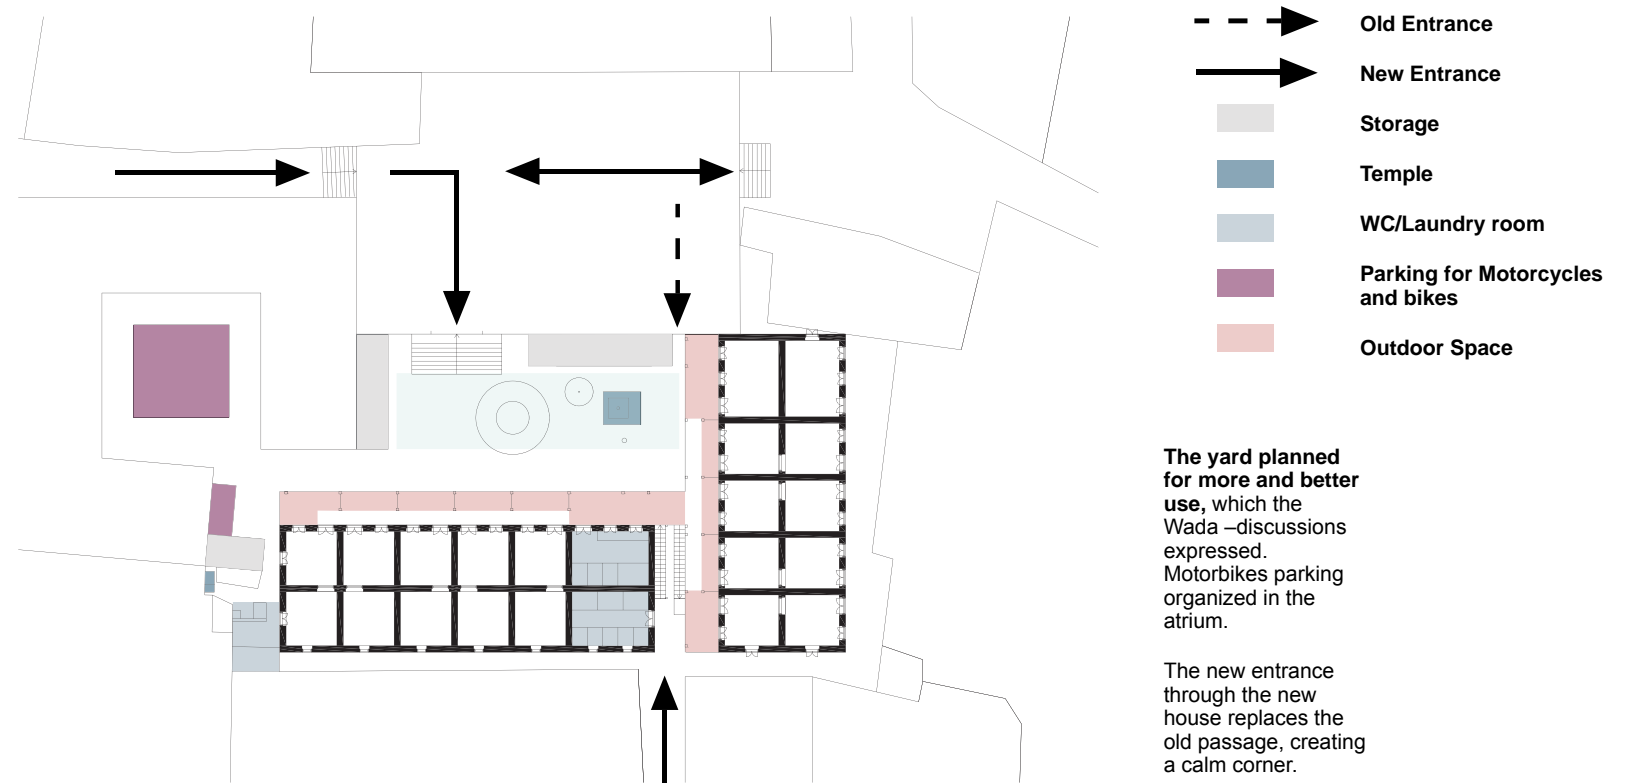 Old Entrance
New Entrance
Storage
Temple
WC/Laundry room
Parking for Motorcycles
and bikes
Outdoor Space
The yard planned
for more and better
use, which the
Wada –discussions
expressed.
Motorbikes parking
organized in the
atrium.
The new entrance
through the new
house replaces the
old passage, creating
a calm corner.